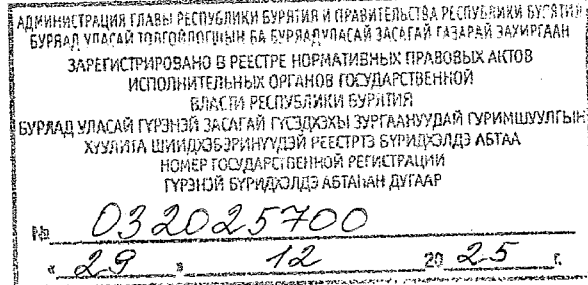 АДМИНИСТРАЦИЯ ГЛАВЫ РЕСПУБЛИКИ БУРЯТИЯ И ПРАВИТЕЛЬСТВА РЕСПУБЛИКИ БУРЯТИЯ
БУРЯАД УЛАСАЙ ТОЛГОЙЛОГШЫН БА БУРЯАД УЛАСАЙ ЗАСАГАЙ ГАЗАРАЙ ЗАХИРГААН
ЗАРЕГИСТРИРОВАНО В РЕЕСТРЕ НОРМАТИВНЫХ ПРАВОВЫХ АКТОВ
ИСПОЛНИТЕЛЬНЫХ ОРГАНОВ ГОСУДАРСТВЕННОЙ
ВЛАСТИ РЕСПУБЛИКИ БУРЯТИЯ
БУРЯАД УЛАСАЙ ГҮРЭНЭЙ ЗАСАГАЙ ГҮЙСЭДХЭХЫ ЗУРГААНУУДАЙ ГУРИМШУУЛГЫН
ХУУЛИТА ШИИДХЭБЭРИНҮҮДЭЙ РЕЕСТРТЭ БҮРИДХЭЛДЭ АБТАА
НОМЕР ГОСУДАРСТВЕННОЙ РЕГИСТРАЦИИ
ГҮРЭНЭЙ БҮРИДХЭЛДЭ АБТАҺАН ДУГААР
№ 032025700
« 29 » 12 20 25 г.